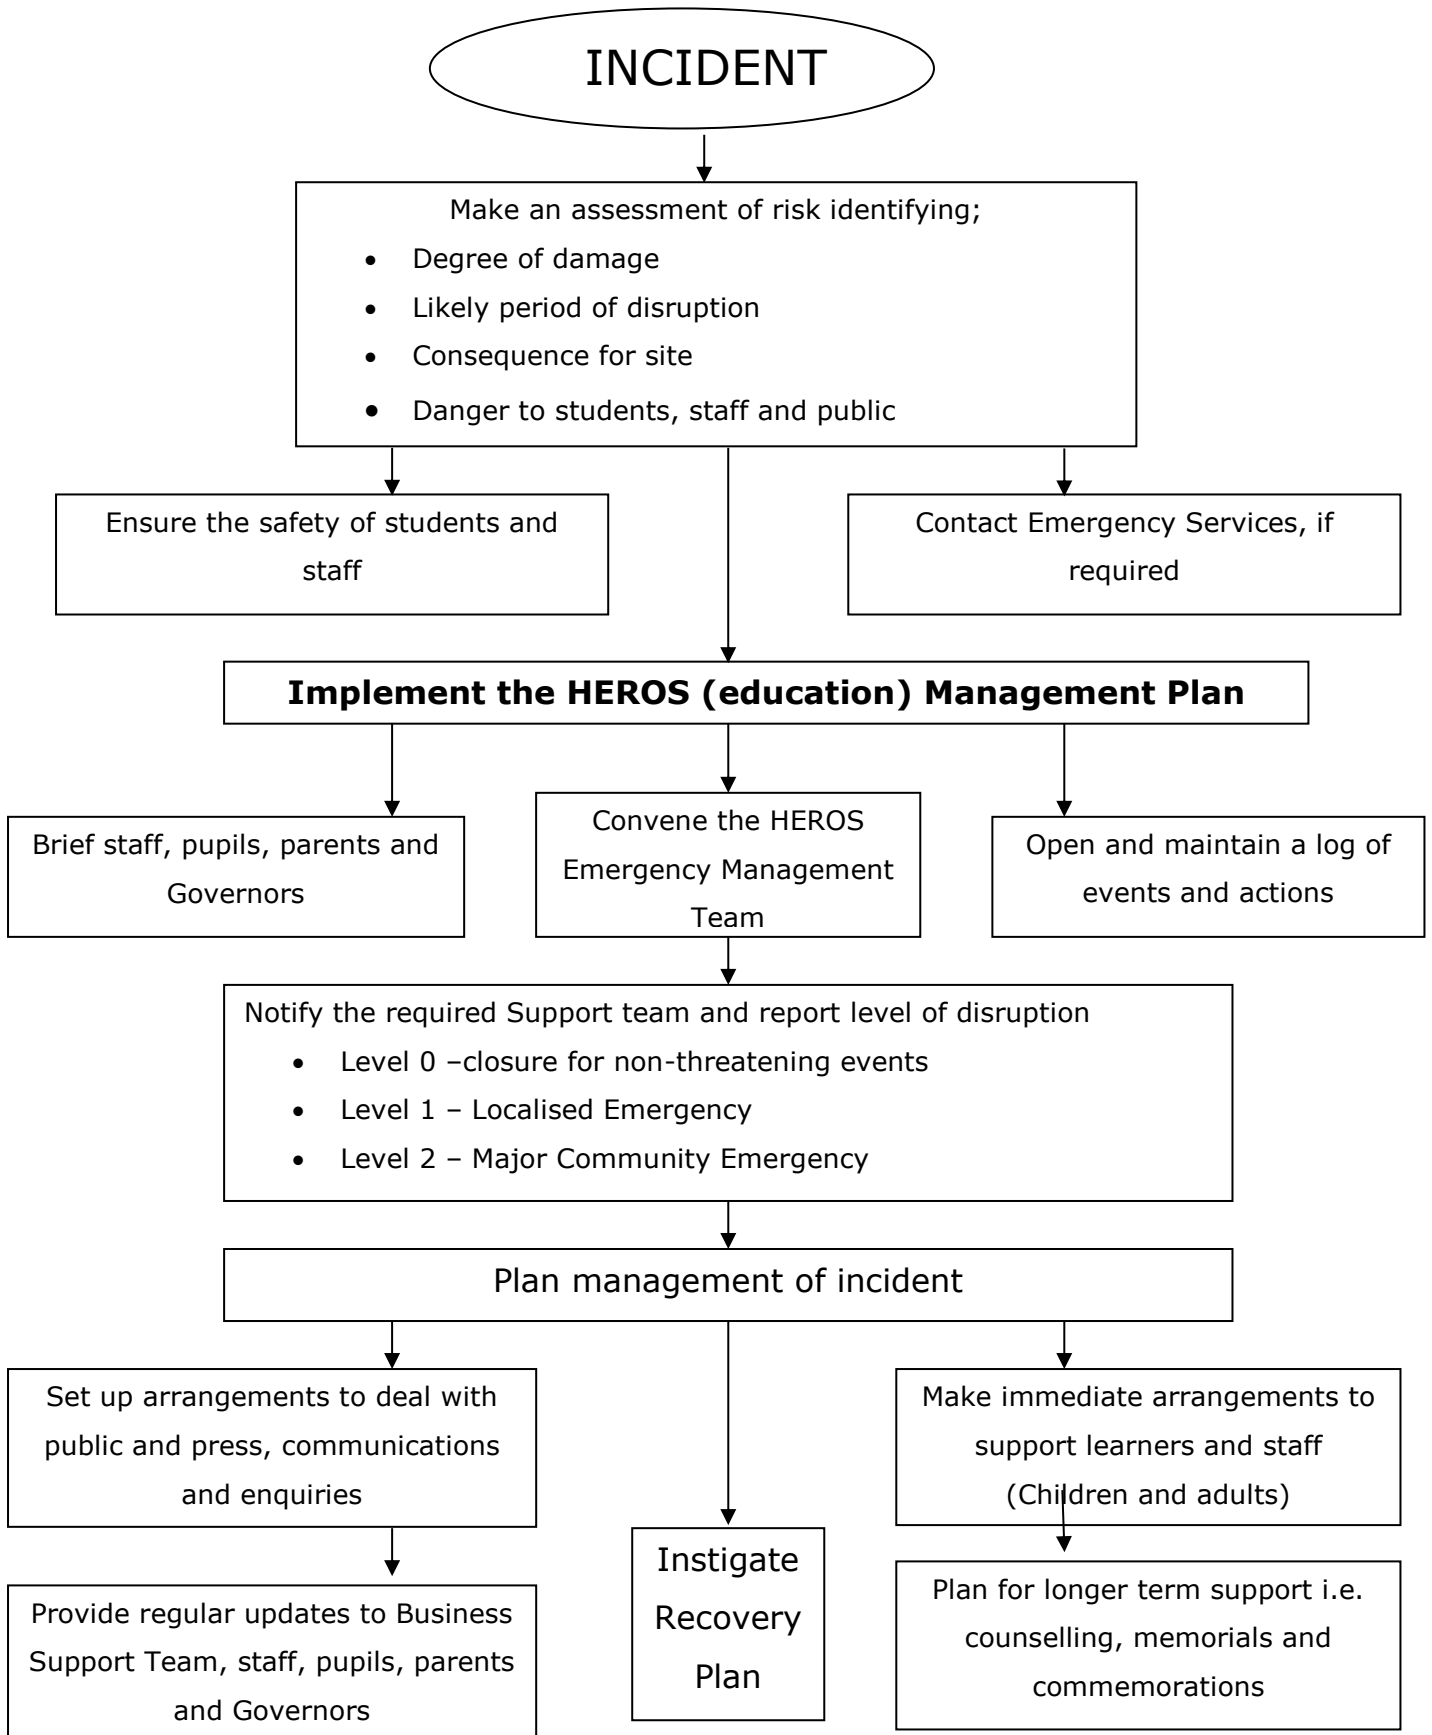 INCIDENT
Make an assessment of risk identifying;
• Degree of damage
• Likely period of disruption
• Consequence for site
• Danger to students, staff and public
Ensure the safety of students and
staff
Contact Emergency Services, if
required
Implement the HEROS (education) Management Plan
Brief staff, pupils, parents and
Governors
Convene the HEROS
Emergency Management
Team
Open and maintain a log of
events and actions
Notify the required Support team and report level of disruption
• Level 0 –closure for non-threatening events
• Level 1 – Localised Emergency
• Level 2 – Major Community Emergency
Plan management of incident
Set up arrangements to deal with
public and press, communications
and enquiries
Make immediate arrangements to
support learners and staff
(Children and adults)
Provide regular updates to Business
Support Team, staff, pupils, parents
and Governors
Instigate
Recovery
Plan
Plan for longer term support i.e.
counselling, memorials and
commemorations